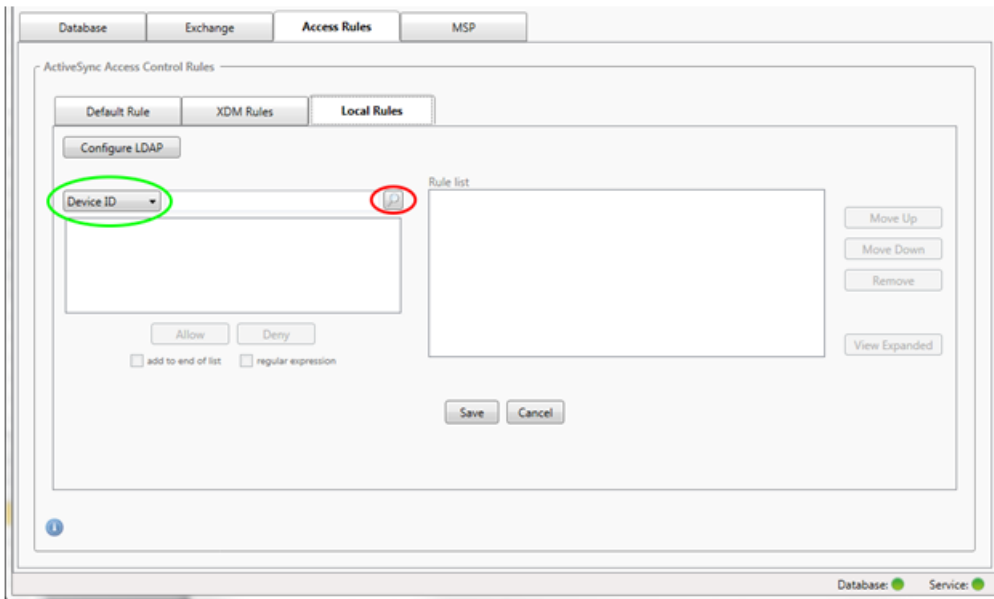 Database Exchange Access Rules MSP
ActiveSync Access Control Rules
Default Rule XDM Rules Local Rules
Configure LDAP
Rule list
Device ID
Move Up
Move Down
Remove
Allow Deny
View Expanded
add to end of list regular expression
Save Cancel
Database: Service: